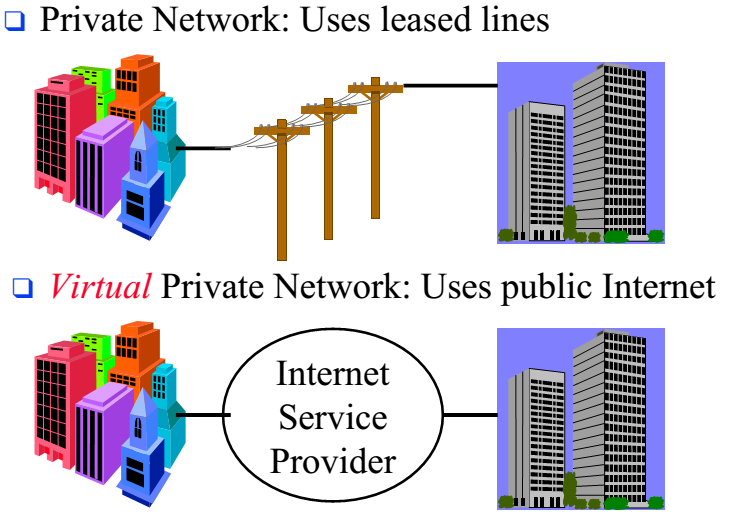 Private Network: Uses leased lines
Virtual Private Network: Uses public Internet
Internet
Service
Provider